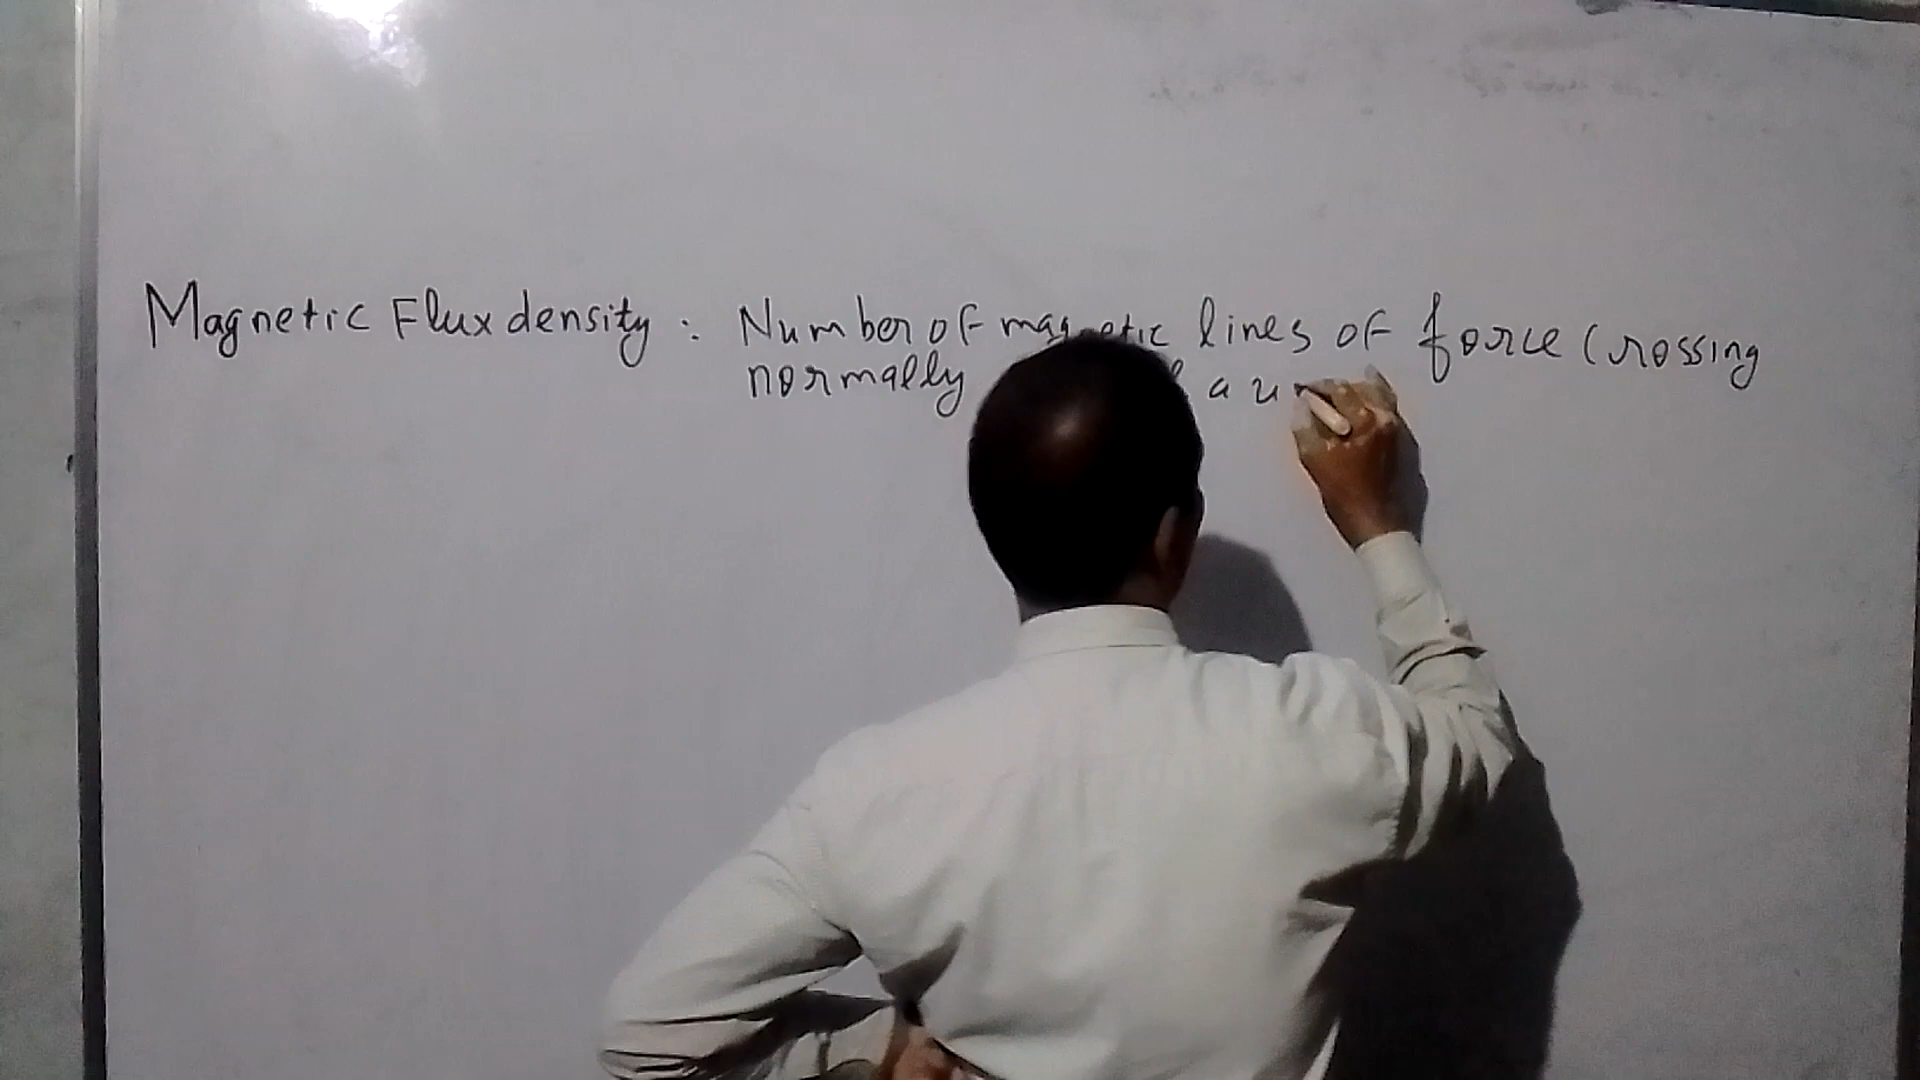 Magnetic Flux density : Number of magnetic lines of force Crossing
normally a